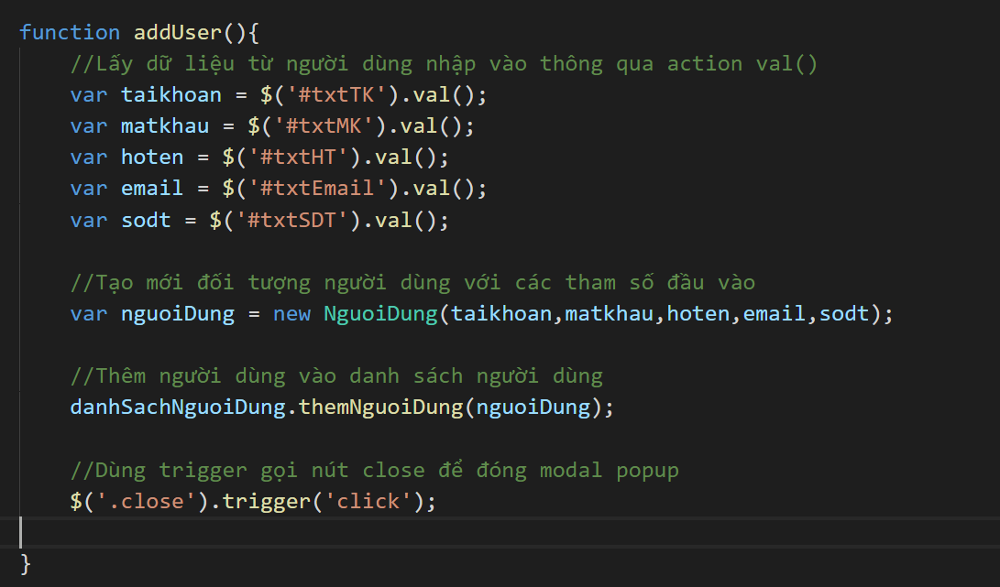 function addUser(){
//Lấy dữ liệu từ người dùng nhập vào thông qua action val()
var taikhoan = $('#txtTK').val();
var matkhau = $('#txtMK').val();
var hoten = $('#txtHT').val();
var email = $('#txtEmail').val();
var sodt = $('#txtSDT').val();
//Tạo mới đối tượng người dùng với các tham số đầu vào
var nguoiDung = new NguoiDung(taikhoan,matkhau,hoten,email,sodt);
//Thêm người dùng vào danh sách người dùng
danhSachNguoiDung.themNguoiDung(nguoiDung);
//Dùng trigger gọi nút close để đóng modal popup
$('.close').trigger('click');
}